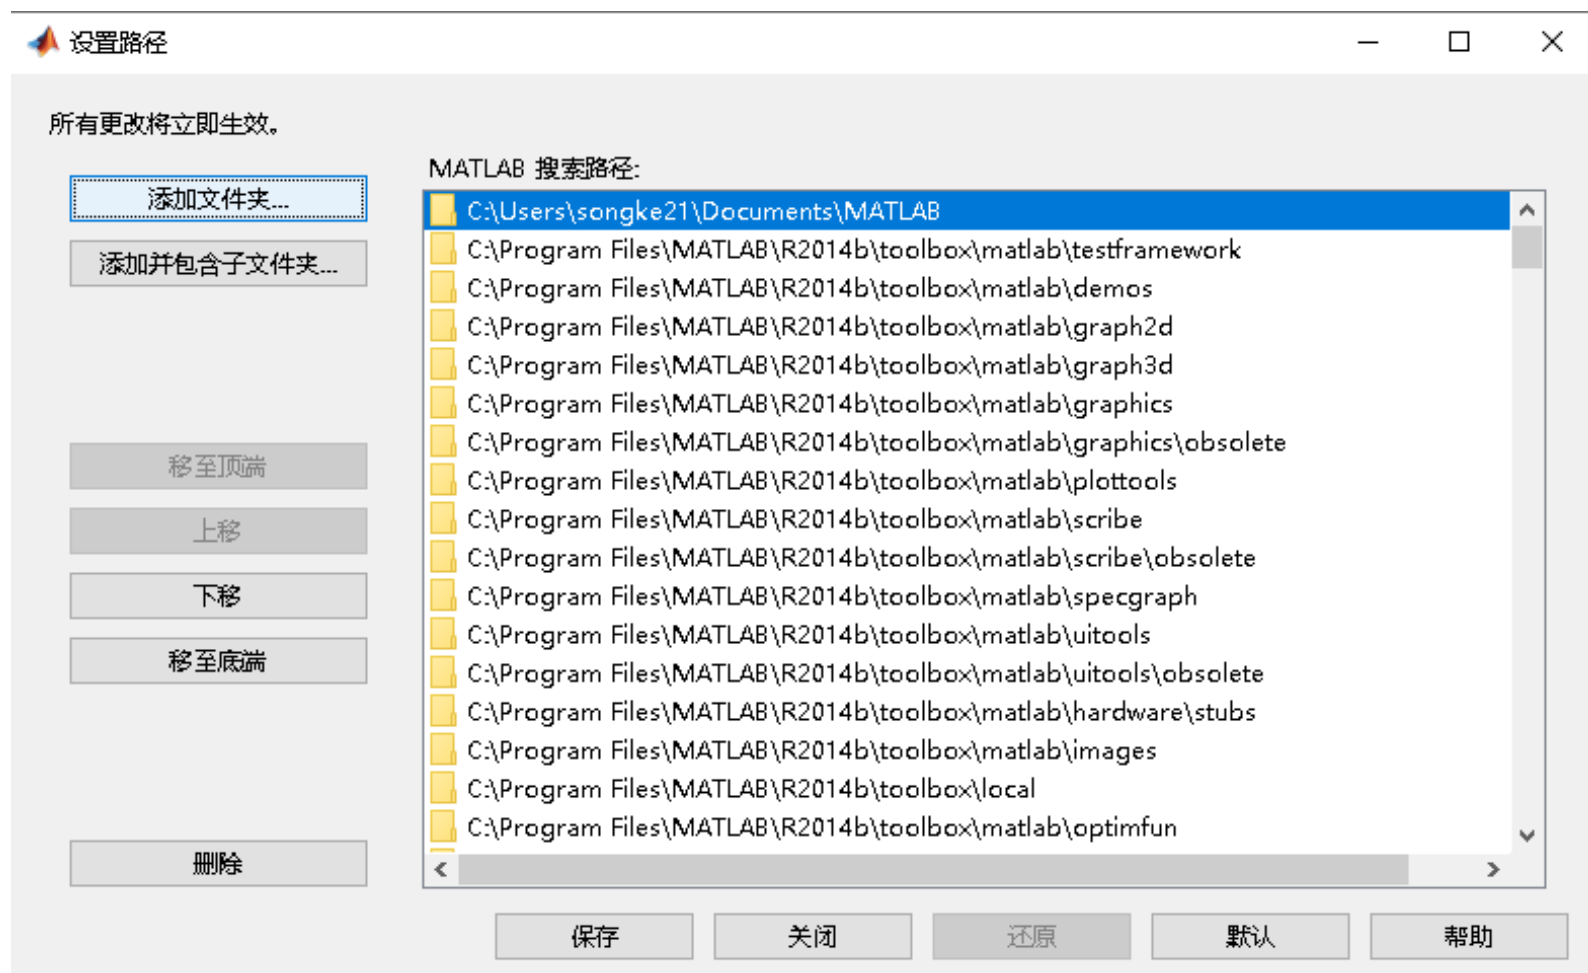 设置路径
所有更改将立即生效。
MATLAB 搜索路径:
添加文件夹...
添加并包含子文件夹...
移至顶端
上移
下移
移至底端
删除
C:\Users\songke21\Documents\MATLAB
C:\Program Files\MATLAB\R2014b\toolbox\matlab\testframework
C:\Program Files\MATLAB\R2014b\toolbox\matlab\demos
C:\Program Files\MATLAB\R2014b\toolbox\matlab\graph2d
C:\Program Files\MATLAB\R2014b\toolbox\matlab\graph3d
C:\Program Files\MATLAB\R2014b\toolbox\matlab\graphics
C:\Program Files\MATLAB\R2014b\toolbox\matlab\graphics\obsolete
C:\Program Files\MATLAB\R2014b\toolbox\matlab\plottools
C:\Program Files\MATLAB\R2014b\toolbox\matlab\scribe
C:\Program Files\MATLAB\R2014b\toolbox\matlab\scribe\obsolete
C:\Program Files\MATLAB\R2014b\toolbox\matlab\specgraph
C:\Program Files\MATLAB\R2014b\toolbox\matlab\uitools
C:\Program Files\MATLAB\R2014b\toolbox\matlab\uitools\obsolete
C:\Program Files\MATLAB\R2014b\toolbox\matlab\hardware\stubs
C:\Program Files\MATLAB\R2014b\toolbox\matlab\images
C:\Program Files\MATLAB\R2014b\toolbox\local
C:\Program Files\MATLAB\R2014b\toolbox\matlab\optimfun
保存 关闭 还原 默认 帮助